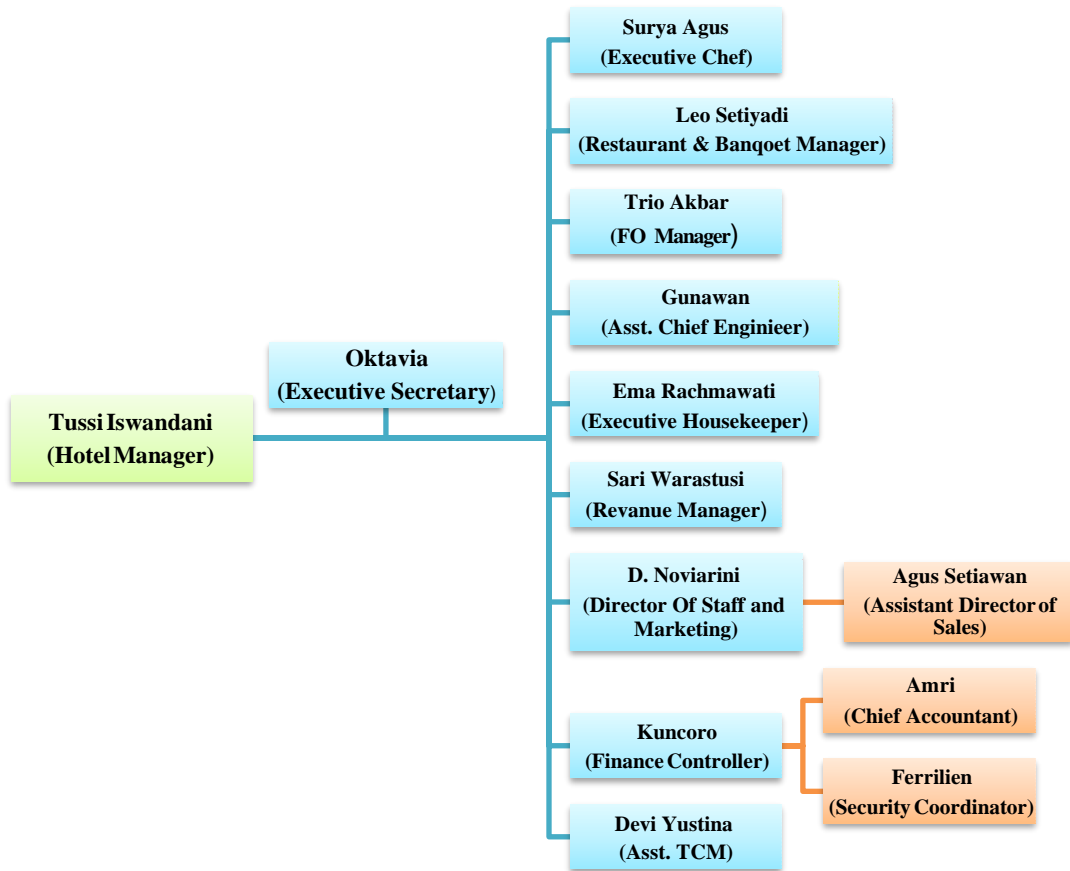 Surya Agus
(Executive Chef)
Leo Setiyadi
(Restaurant & Banqoet Manager)
Trio Akbar
(FO Manager)
Gunawan
(Asst. Chief Enginieer)
Oktavia
(Executive Secretary)
Ema Rachmawati
(Executive Housekeeper)
Tussi Iswandani
(Hotel Manager)
Sari Warastusi
(Revanue Manager)
D. Noviarini
(Director Of Staff and
Marketing)
Agus Setiawan
(Assistant Director of
Sales)
Amri
(Chief Accountant)
Kuncoro
(Finance Controller)
Ferrilien
(Security Coordinator)
Devi Yustina
(Asst. TCM)